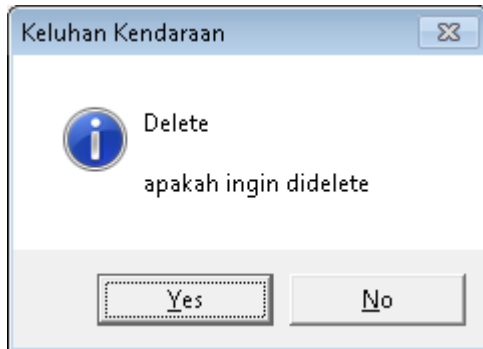 Keluhan Kendaraan
Delete
apakah ingin didelete
Yes
No